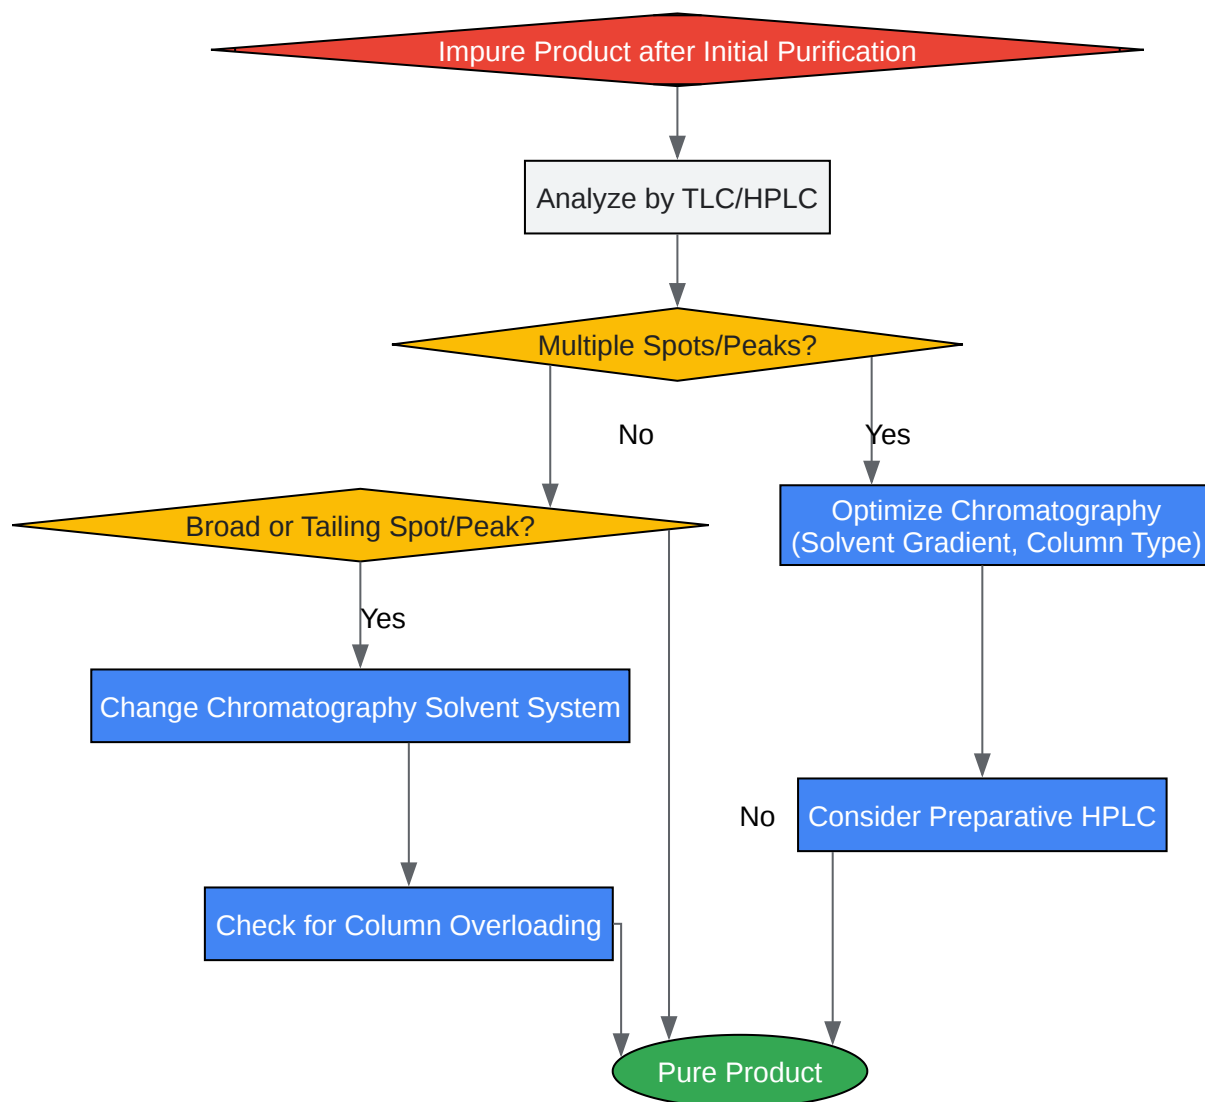 Impure Product after Initial Purification
Analyze by TLC/HPLC
Multiple Spots/Peaks?
No
Yes
Broad or Tailing Spot/Peak?
Optimize Chromatography
(Solvent Gradient, Column Type)
Yes
Change Chromatography Solvent System
No
Consider Preparative HPLC
Check for Column Overloading
Pure Product